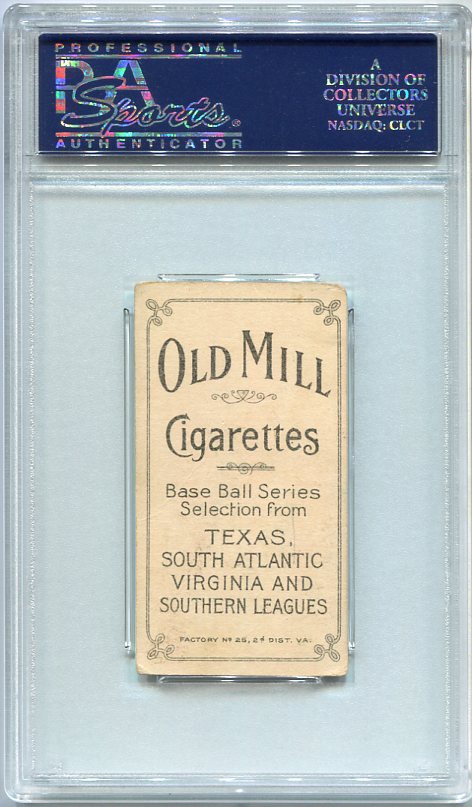 PROFESSIONAL
PSA
Sports®
AUTHENTICATOR
A
DIVISION OF
COLLECTORS
UNIVERSE
NASDAQ: CLCT
OLD MILL
Cigarettes
Base Ball Series
Selection from
TEXAS,
SOUTH ATLANTIC
VIRGINIA AND
SOUTHERN LEAGUES
FACTORY Nº 25, 2ᵈ DIST. VA.